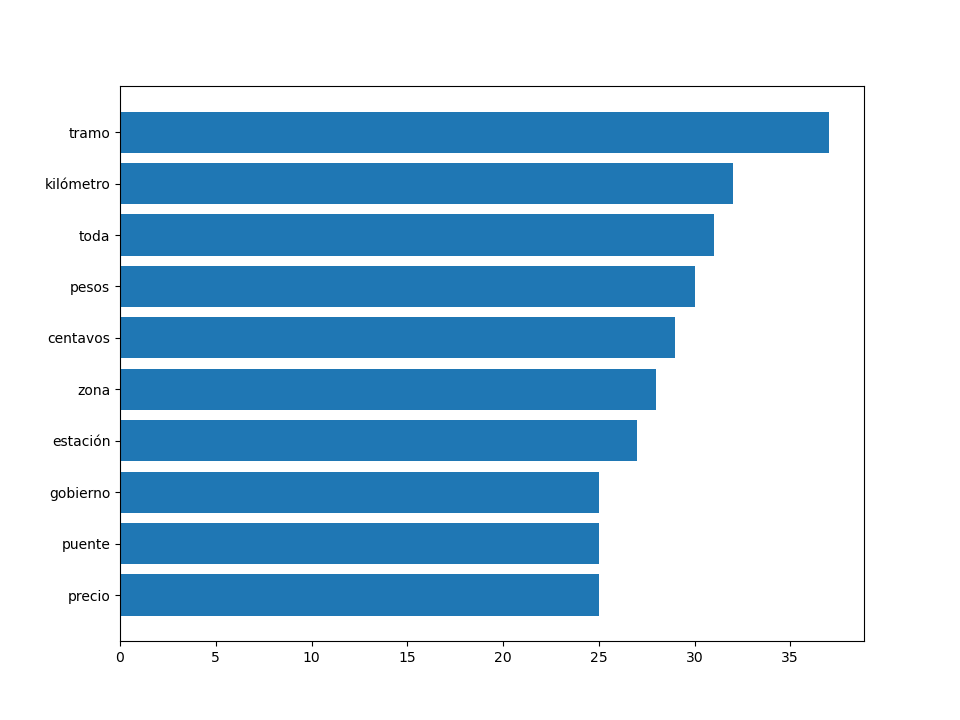 tramo
kilómetro
toda
pesos
centavos
zona
estación
gobierno
puente
precio
0 5 10 15 20 25 30 35